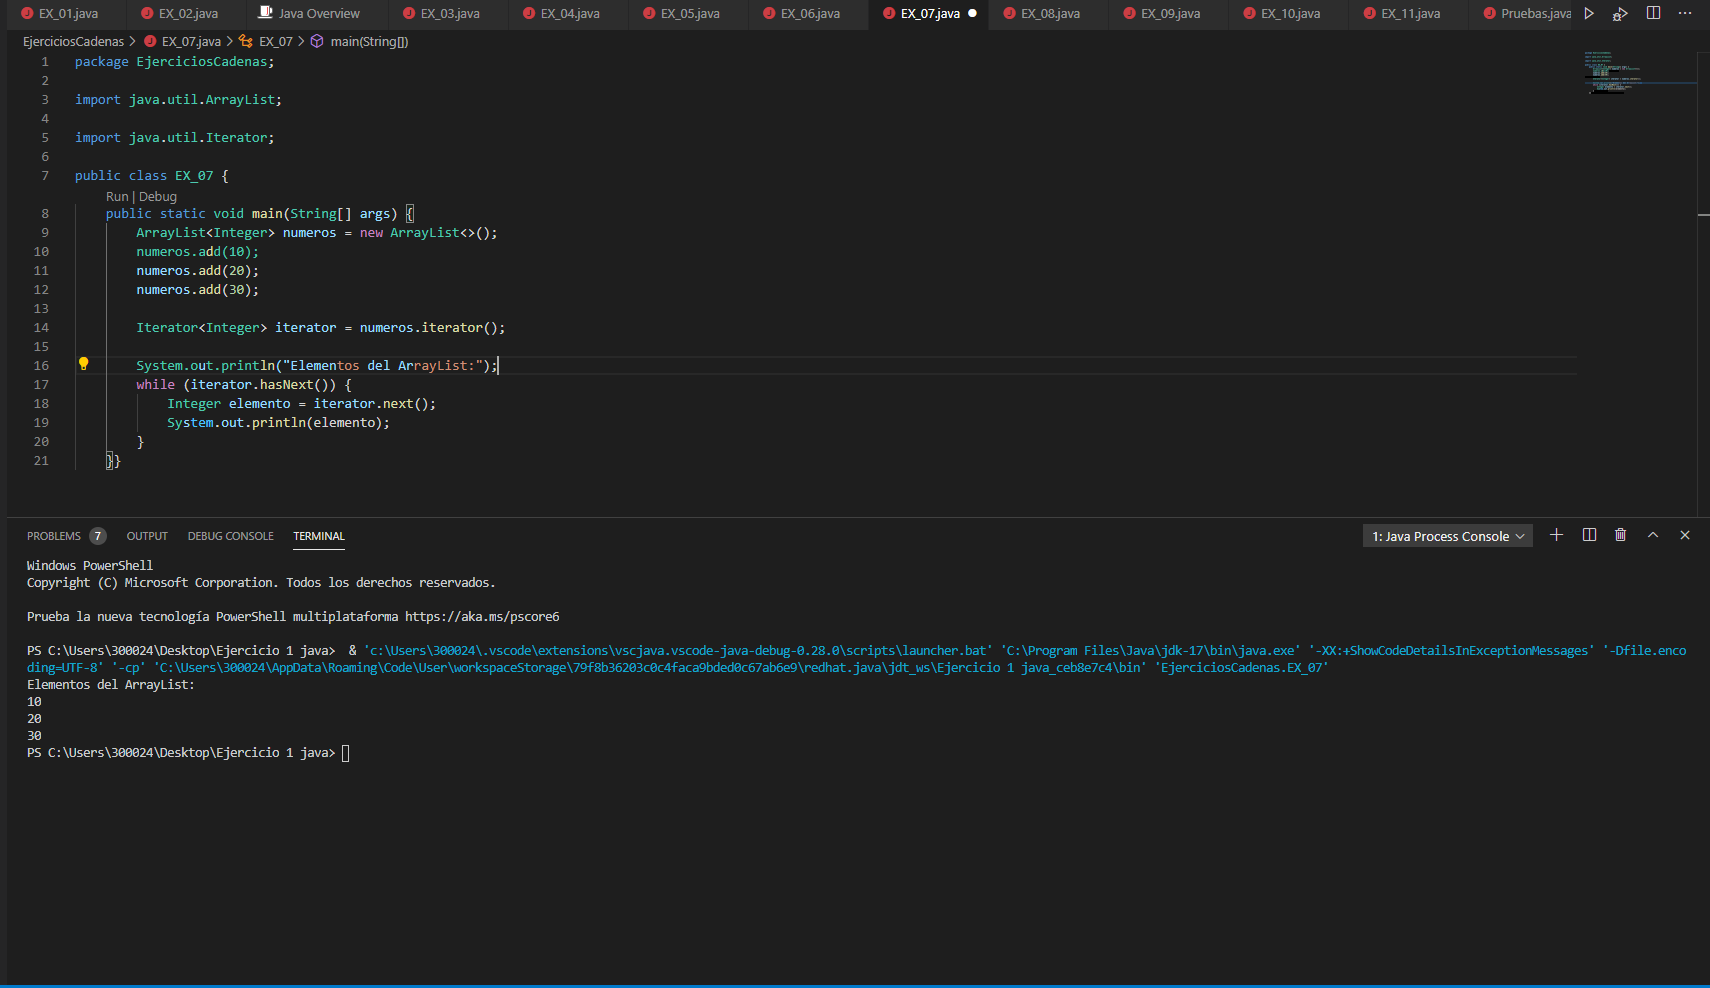 EX_01.java EX_02.java Java Overview EX_03.java EX_04.java EX_05.java EX_06.java EX_07.java EX_08.java EX_09.java EX_10.java EX_11.java Pruebas.java
EjerciciosCadenas > EX_07.java > EX_07 > main(String[])
1 package EjerciciosCadenas;
2
3 import java.util.ArrayList;
4
5 import java.util.Iterator;
6
7 public class EX_07 {
Run | Debug
8 public static void main(String[] args) {
9 ArrayList<Integer> numeros = new ArrayList<>();
10 numeros.add(10);
11 numeros.add(20);
12 numeros.add(30);
13
14 Iterator<Integer> iterator = numeros.iterator();
15
16 System.out.println("Elementos del ArrayList:");
17 while (iterator.hasNext()) {
18 Integer elemento = iterator.next();
19 System.out.println(elemento);
20 }
21 }}
PROBLEMS 7 OUTPUT DEBUG CONSOLE TERMINAL 1: Java Process Console
Windows PowerShell
Copyright (C) Microsoft Corporation. Todos los derechos reservados.
Prueba la nueva tecnología PowerShell multiplataforma https://aka.ms/pscore6
PS C:\Users\300024\Desktop\Ejercicio 1 java> & 'c:\Users\300024\.vscode\extensions\vscjava.vscode-java-debug-0.28.0\scripts\launcher.bat' 'C:\Program Files\Java\jdk-17\bin\java.exe' '-XX:+ShowCodeDetailsInExceptionMessages' '-Dfile.enco
ding=UTF-8' '-cp' 'C:\Users\300024\AppData\Roaming\Code\User\workspaceStorage\79f8b36203c0c4faca9bded0c67ab6e9\redhat.java\jdt_ws\Ejercicio 1 java_ceb8e7c4\bin' 'EjerciciosCadenas.EX_07'
Elementos del ArrayList:
10
20
30
PS C:\Users\300024\Desktop\Ejercicio 1 java>